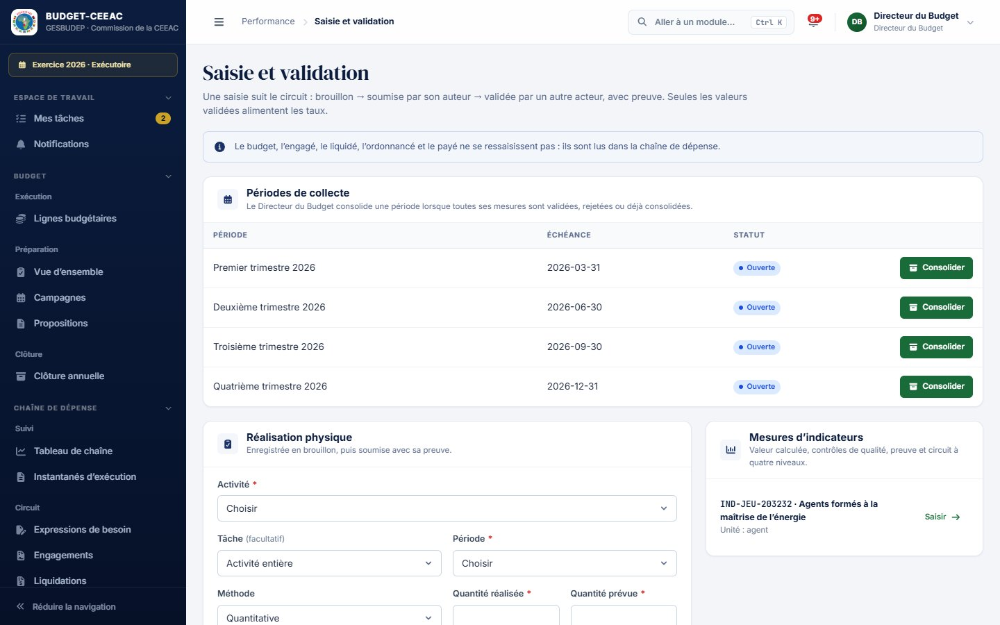 BUDGET-CEEAC
GESBUDEP · Commission de la CEEAC
Exercice 2026 · Exécutoire
ESPACE DE TRAVAIL
Mes tâches
2
Notifications
BUDGET
Exécution
Lignes budgétaires
Préparation
Vue d’ensemble
Campagnes
Propositions
Clôture
Clôture annuelle
CHAÎNE DE DÉPENSE
Suivi
Tableau de chaîne
Instantanés d’exécution
Circuit
Expressions de besoin
Engagements
Liquidations
Réduire la navigation
Performance
Saisie et validation
Aller à un module...
Ctrl K
9+
DB
Directeur du Budget
Directeur du Budget
Saisie et validation
Une saisie suit le circuit : brouillon → soumise par son auteur → validée par un autre acteur, avec preuve. Seules les valeurs
validées alimentent les taux.
Le budget, l’engagé, le liquidé, l’ordonnancé et le payé ne se ressaisissent pas : ils sont lus dans la chaîne de dépense.
Périodes de collecte
Le Directeur du Budget consolide une période lorsque toutes ses mesures sont validées, rejetées ou déjà consolidées.
PÉRIODE ÉCHÉANCE STATUT
Premier trimestre 2026 2026-03-31 Ouverte Consolider
Deuxième trimestre 2026 2026-06-30 Ouverte Consolider
Troisième trimestre 2026 2026-09-30 Ouverte Consolider
Quatrième trimestre 2026 2026-12-31 Ouverte Consolider
Réalisation physique
Enregistrée en brouillon, puis soumise avec sa preuve.
Activité *
Choisir
Tâche (facultatif) Période *
Activité entière Choisir
Méthode Quantité réalisée * Quantité prévue *
Quantitative
Mesures d’indicateurs
Valeur calculée, contrôles de qualité, preuve et circuit à
quatre niveaux.
IND-JEU-203232 · Agents formés à la
maîtrise de l’énergie
Unité : agent
Saisir →